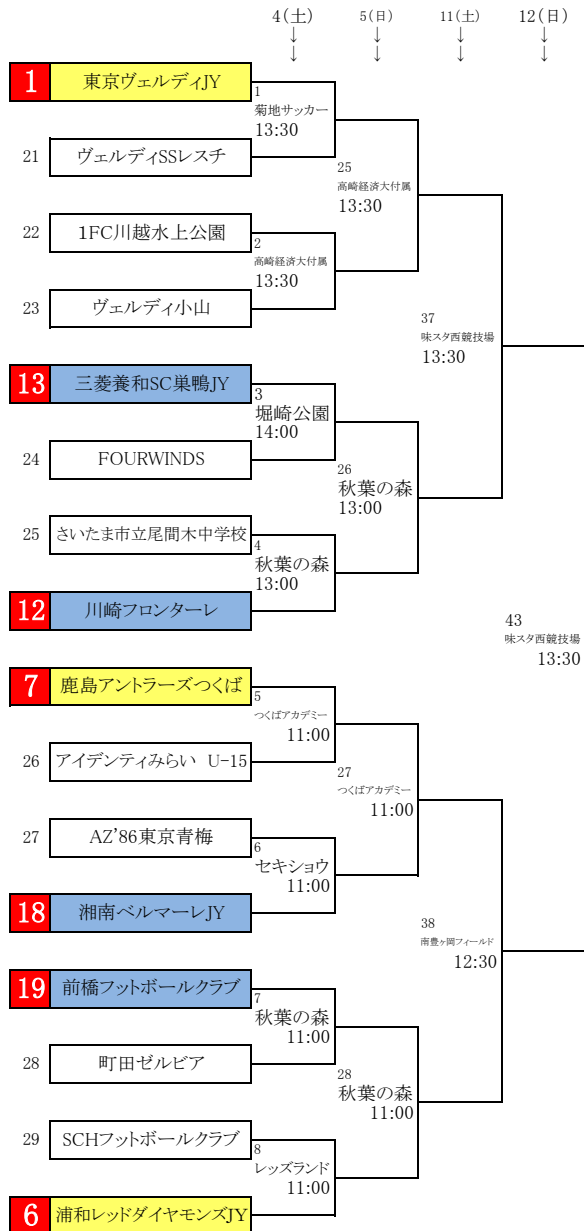 4(土) 5(日) 11(土) 12(日)
↓ ↓ ↓ ↓
↓ ↓ ↓ ↓
1 東京ヴェルディJY
1
菊地サッカー
13:30
21 ヴェルディSSレスチ
25
高崎経済大付属
13:30
22 1FC川越水上公園
2
高崎経済大付属
13:30
23 ヴェルディ小山
37
味スタ西競技場
13:30
13 三菱養和SC巣鴨JY
3
堀崎公園
14:00
24 FOURWINDS
26
秋葉の森
13:00
25 さいたま市立尾間木中学校
4
秋葉の森
13:00
12 川崎フロンターレ
43
味スタ西競技場
13:30
7 鹿島アントラーズつくば
5
つくばアカデミー
11:00
26 アイデンティみらい U-15
27
つくばアカデミー
11:00
27 AZ'86東京青梅
6
セキショウ
11:00
18 湘南ベルマーレJY
38
南豊ヶ岡フィールド
12:30
19 前橋フットボールクラブ
7
秋葉の森
11:00
28 町田ゼルビア
28
秋葉の森
11:00
29 SCHフットボールクラブ
8
レッズランド
11:00
6 浦和レッドダイヤモンズJY